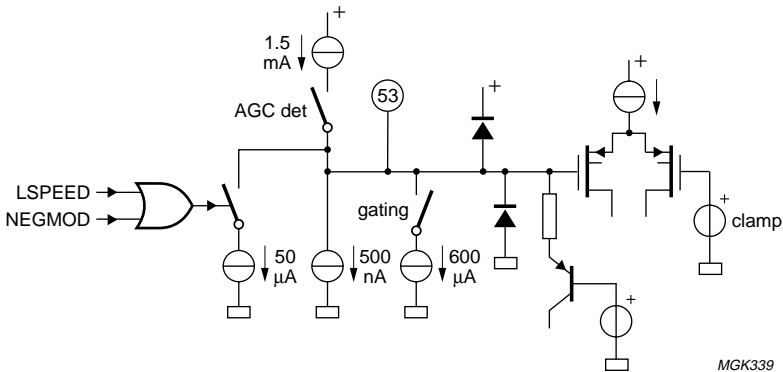 +
1.5
mA
AGC det
53
+
+
LSPEED
NEGMOD
gating
+
clamp
50
μA
500
nA
600
μA
+
MGK339